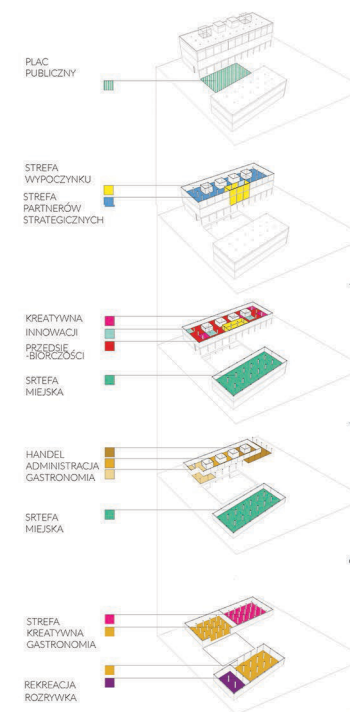 PLAC
PUBLICZNY
STREFA
WYPOCZYNKU
STREFA
PARTNERÓW
STRATEGICZNYCH
KREATYWNA
INNOWACJI
PRZEDSIĘ
-BIORCZOŚCI
SRTEFA
MIEJSKA
HANDEL
ADMINISTRACJA
GASTRONOMIA
SRTEFA
MIEJSKA
STREFA
KREATYWNA
GASTRONOMIA
REKREACJA
ROZRYWKA